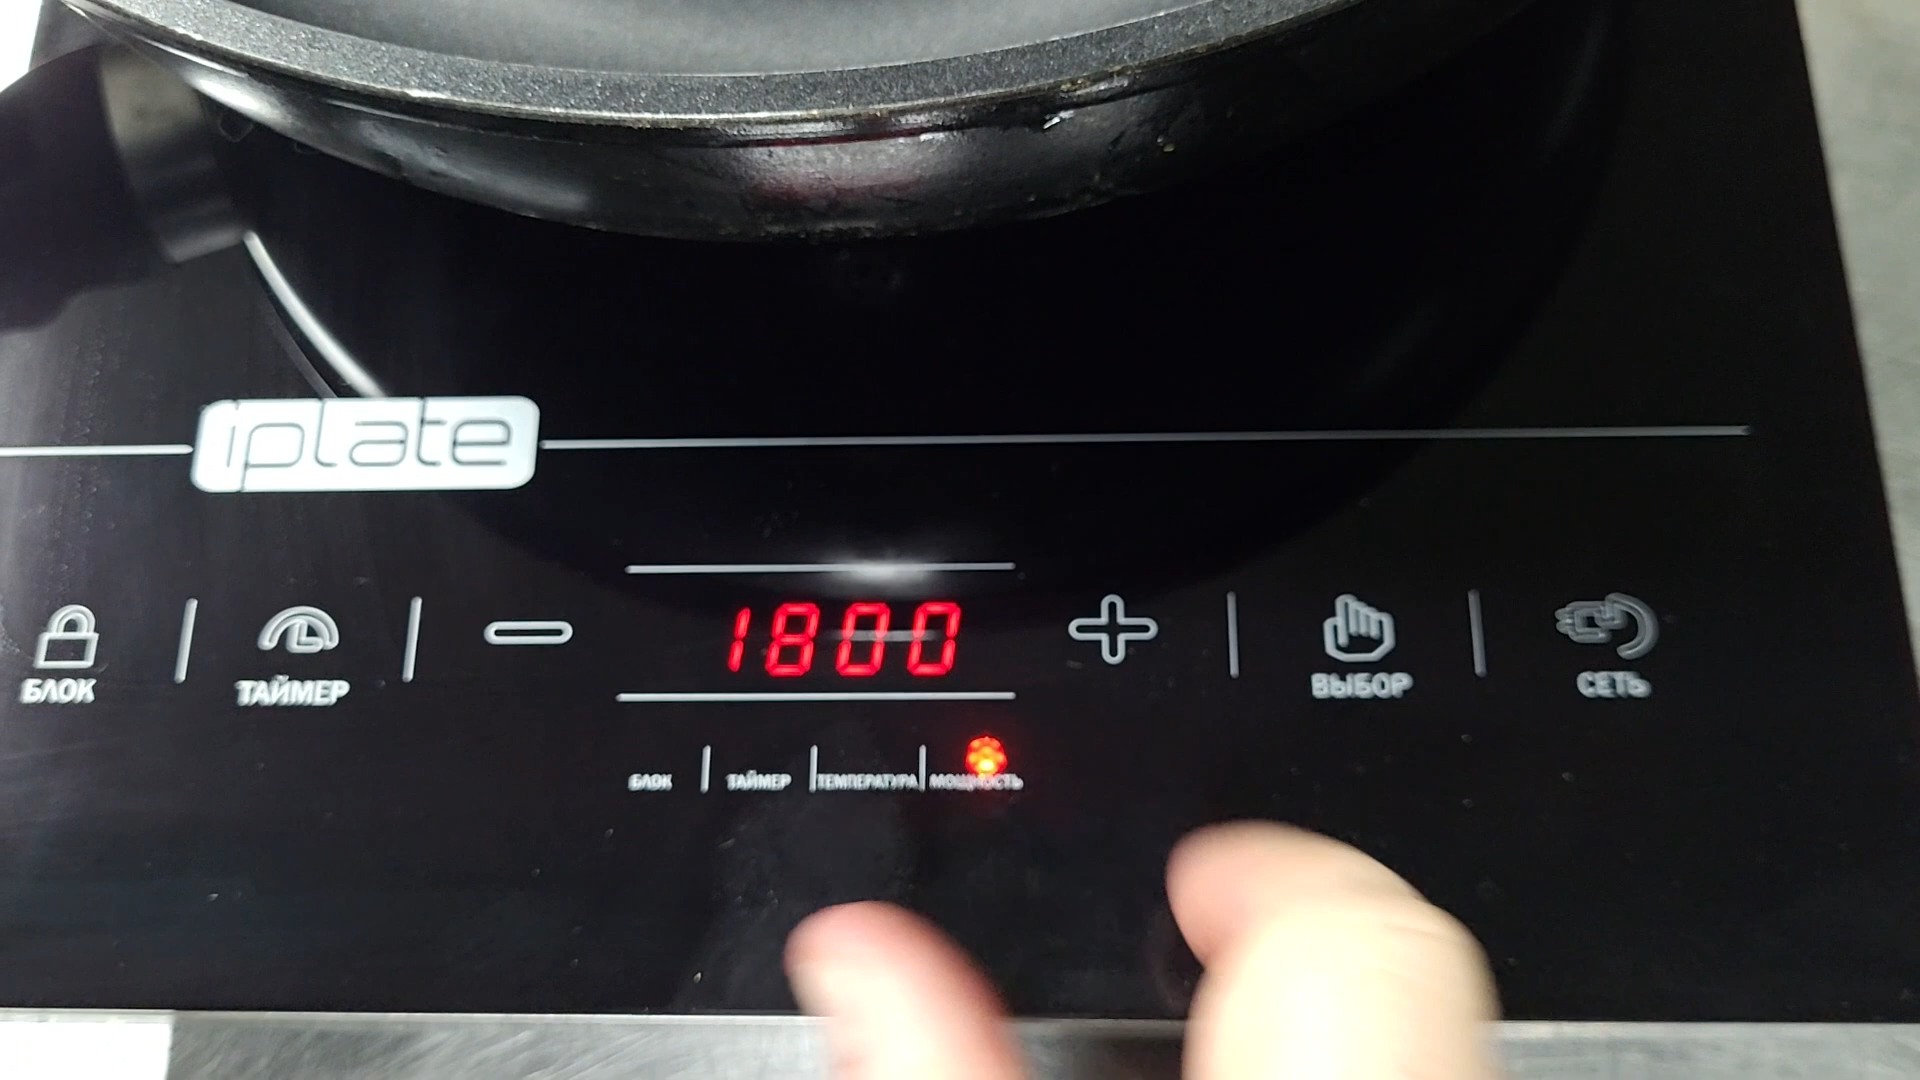 iplate
1800
БЛОК
ТАЙМЕР
ВЫБОР
СЕТЬ
БЛОК
ТАЙМЕР
ТЕМПЕРАТУРА
МОЩНОСТЬ